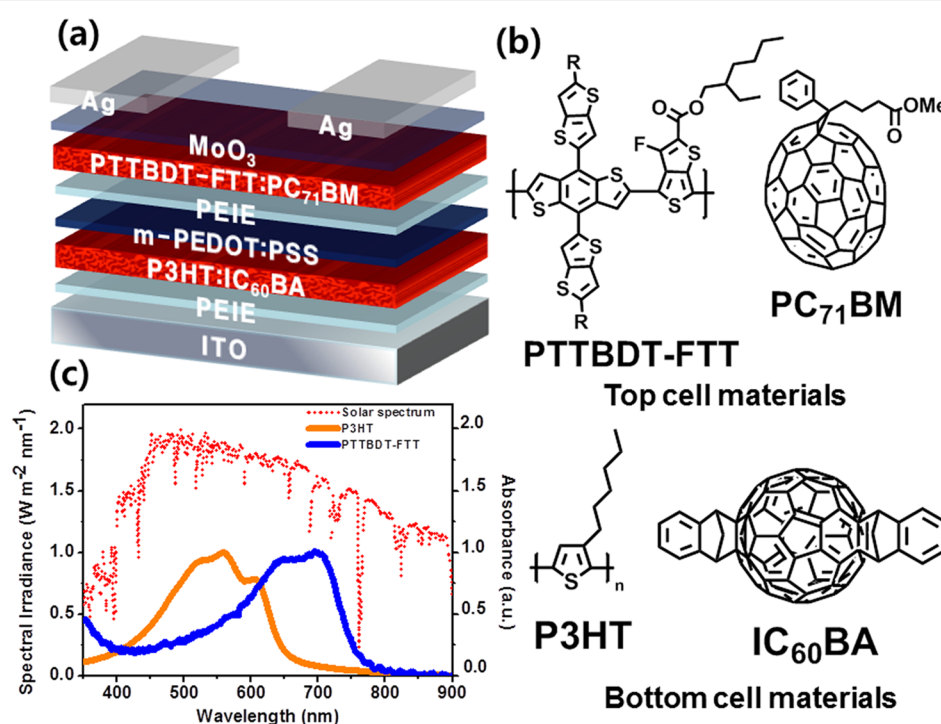 (a)
Ag
Ag
MoO3
PTTBDT-FTT:PC71BM
PEIE
m-PEDOT:PSS
P3HT:IC60BA
PEIE
ITO
(b)
R
S
S
S
S
S
S
R
F
O
O
S
S
n
PTTBDT-FTT
OMe
O
PC71BM
Top cell materials
S
n
P3HT
IC60BA
Bottom cell materials
(c)
Solar spectrum
P3HT
PTTBDT-FTT
Spectral Irradiance (W m-2 nm-1)
2.0
1.5
1.0
0.5
0.0
2.0
1.5
1.0
0.5
0.0
Absorbance (a.u.)
400 500 600 700 800 900
Wavelength (nm)